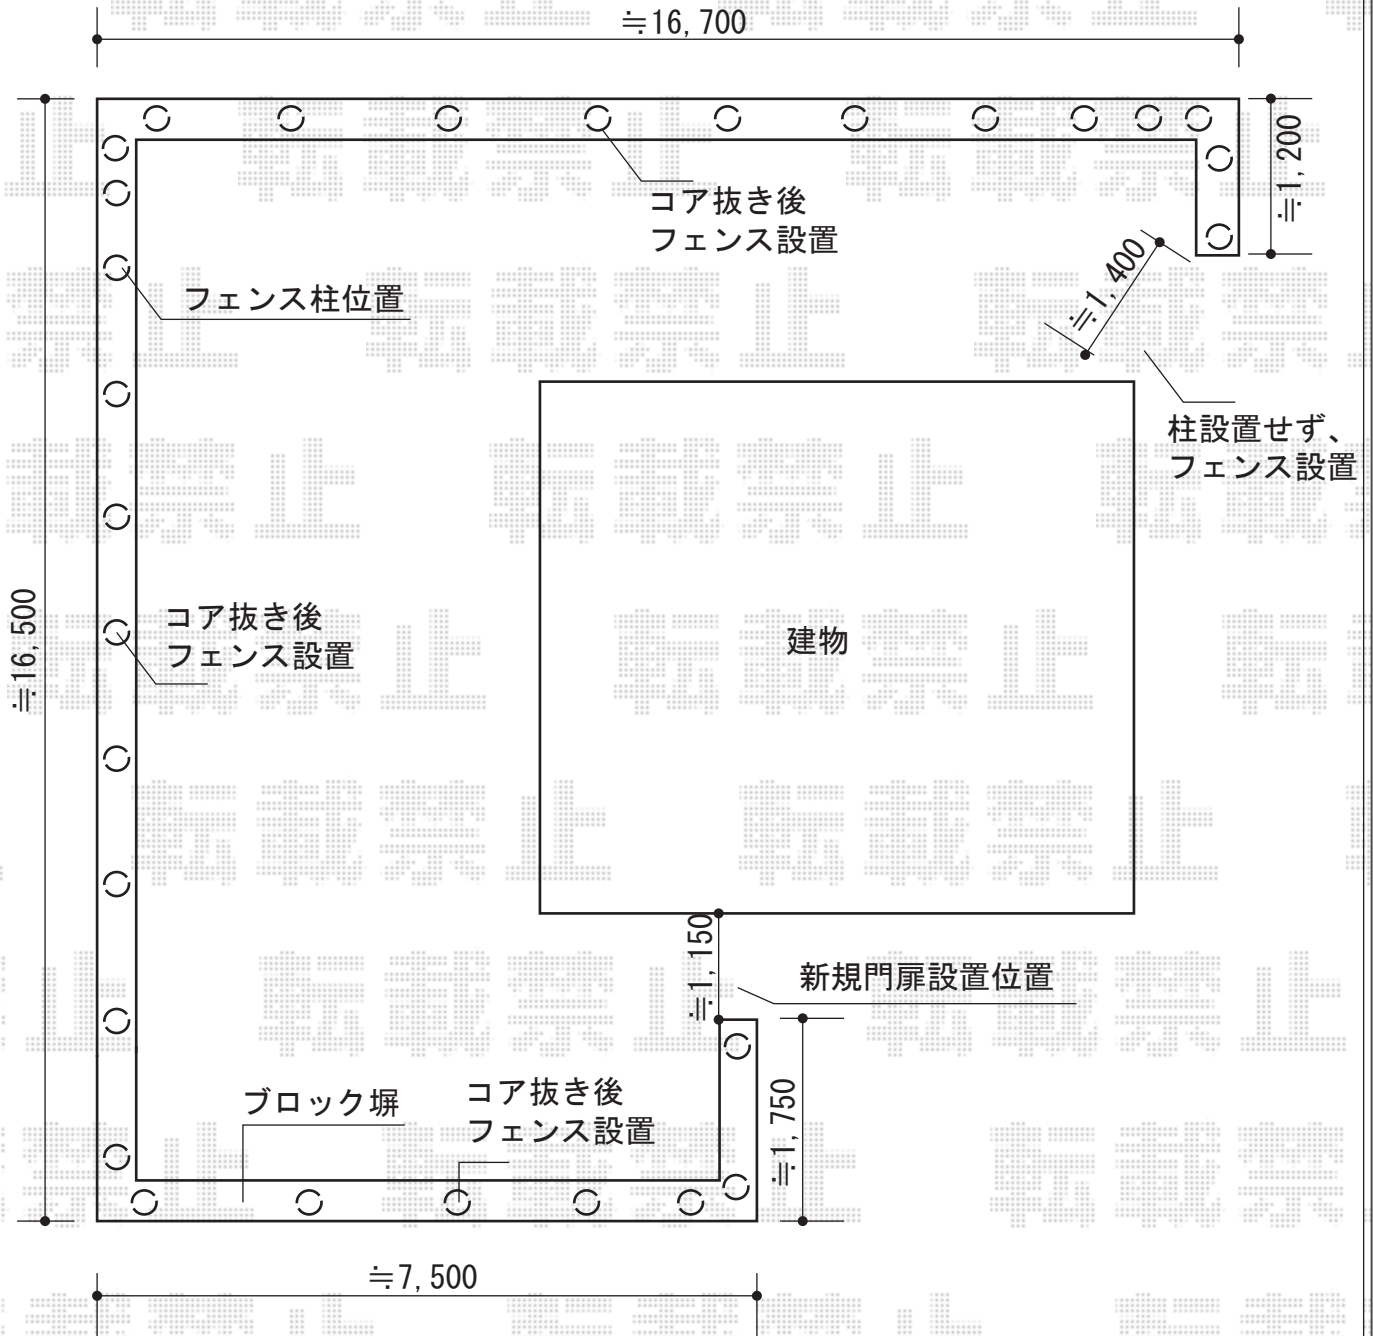 ≒16,700
コア抜き後
フェンス設置
≒1,200
フェンス柱位置
≒1,400
柱設置せず、
フェンス設置
≒16,500
コア抜き後
フェンス設置
建物
≒1,150
新規門扉設置位置
ブロック塀
コア抜き後
フェンス設置
≒1,750
≒7,500
転載禁止